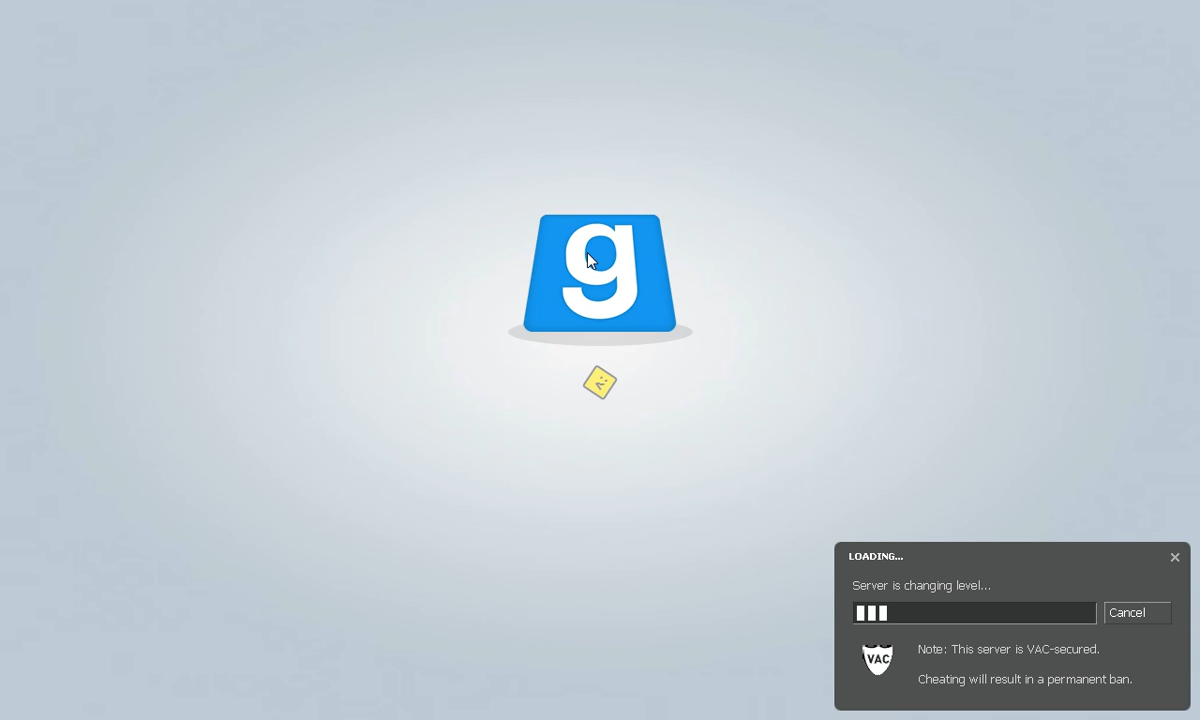 g
LOADING...
Server is changing level...
Cancel
VAC
Note: This server is VAC-secured.
Cheating will result in a permanent ban.